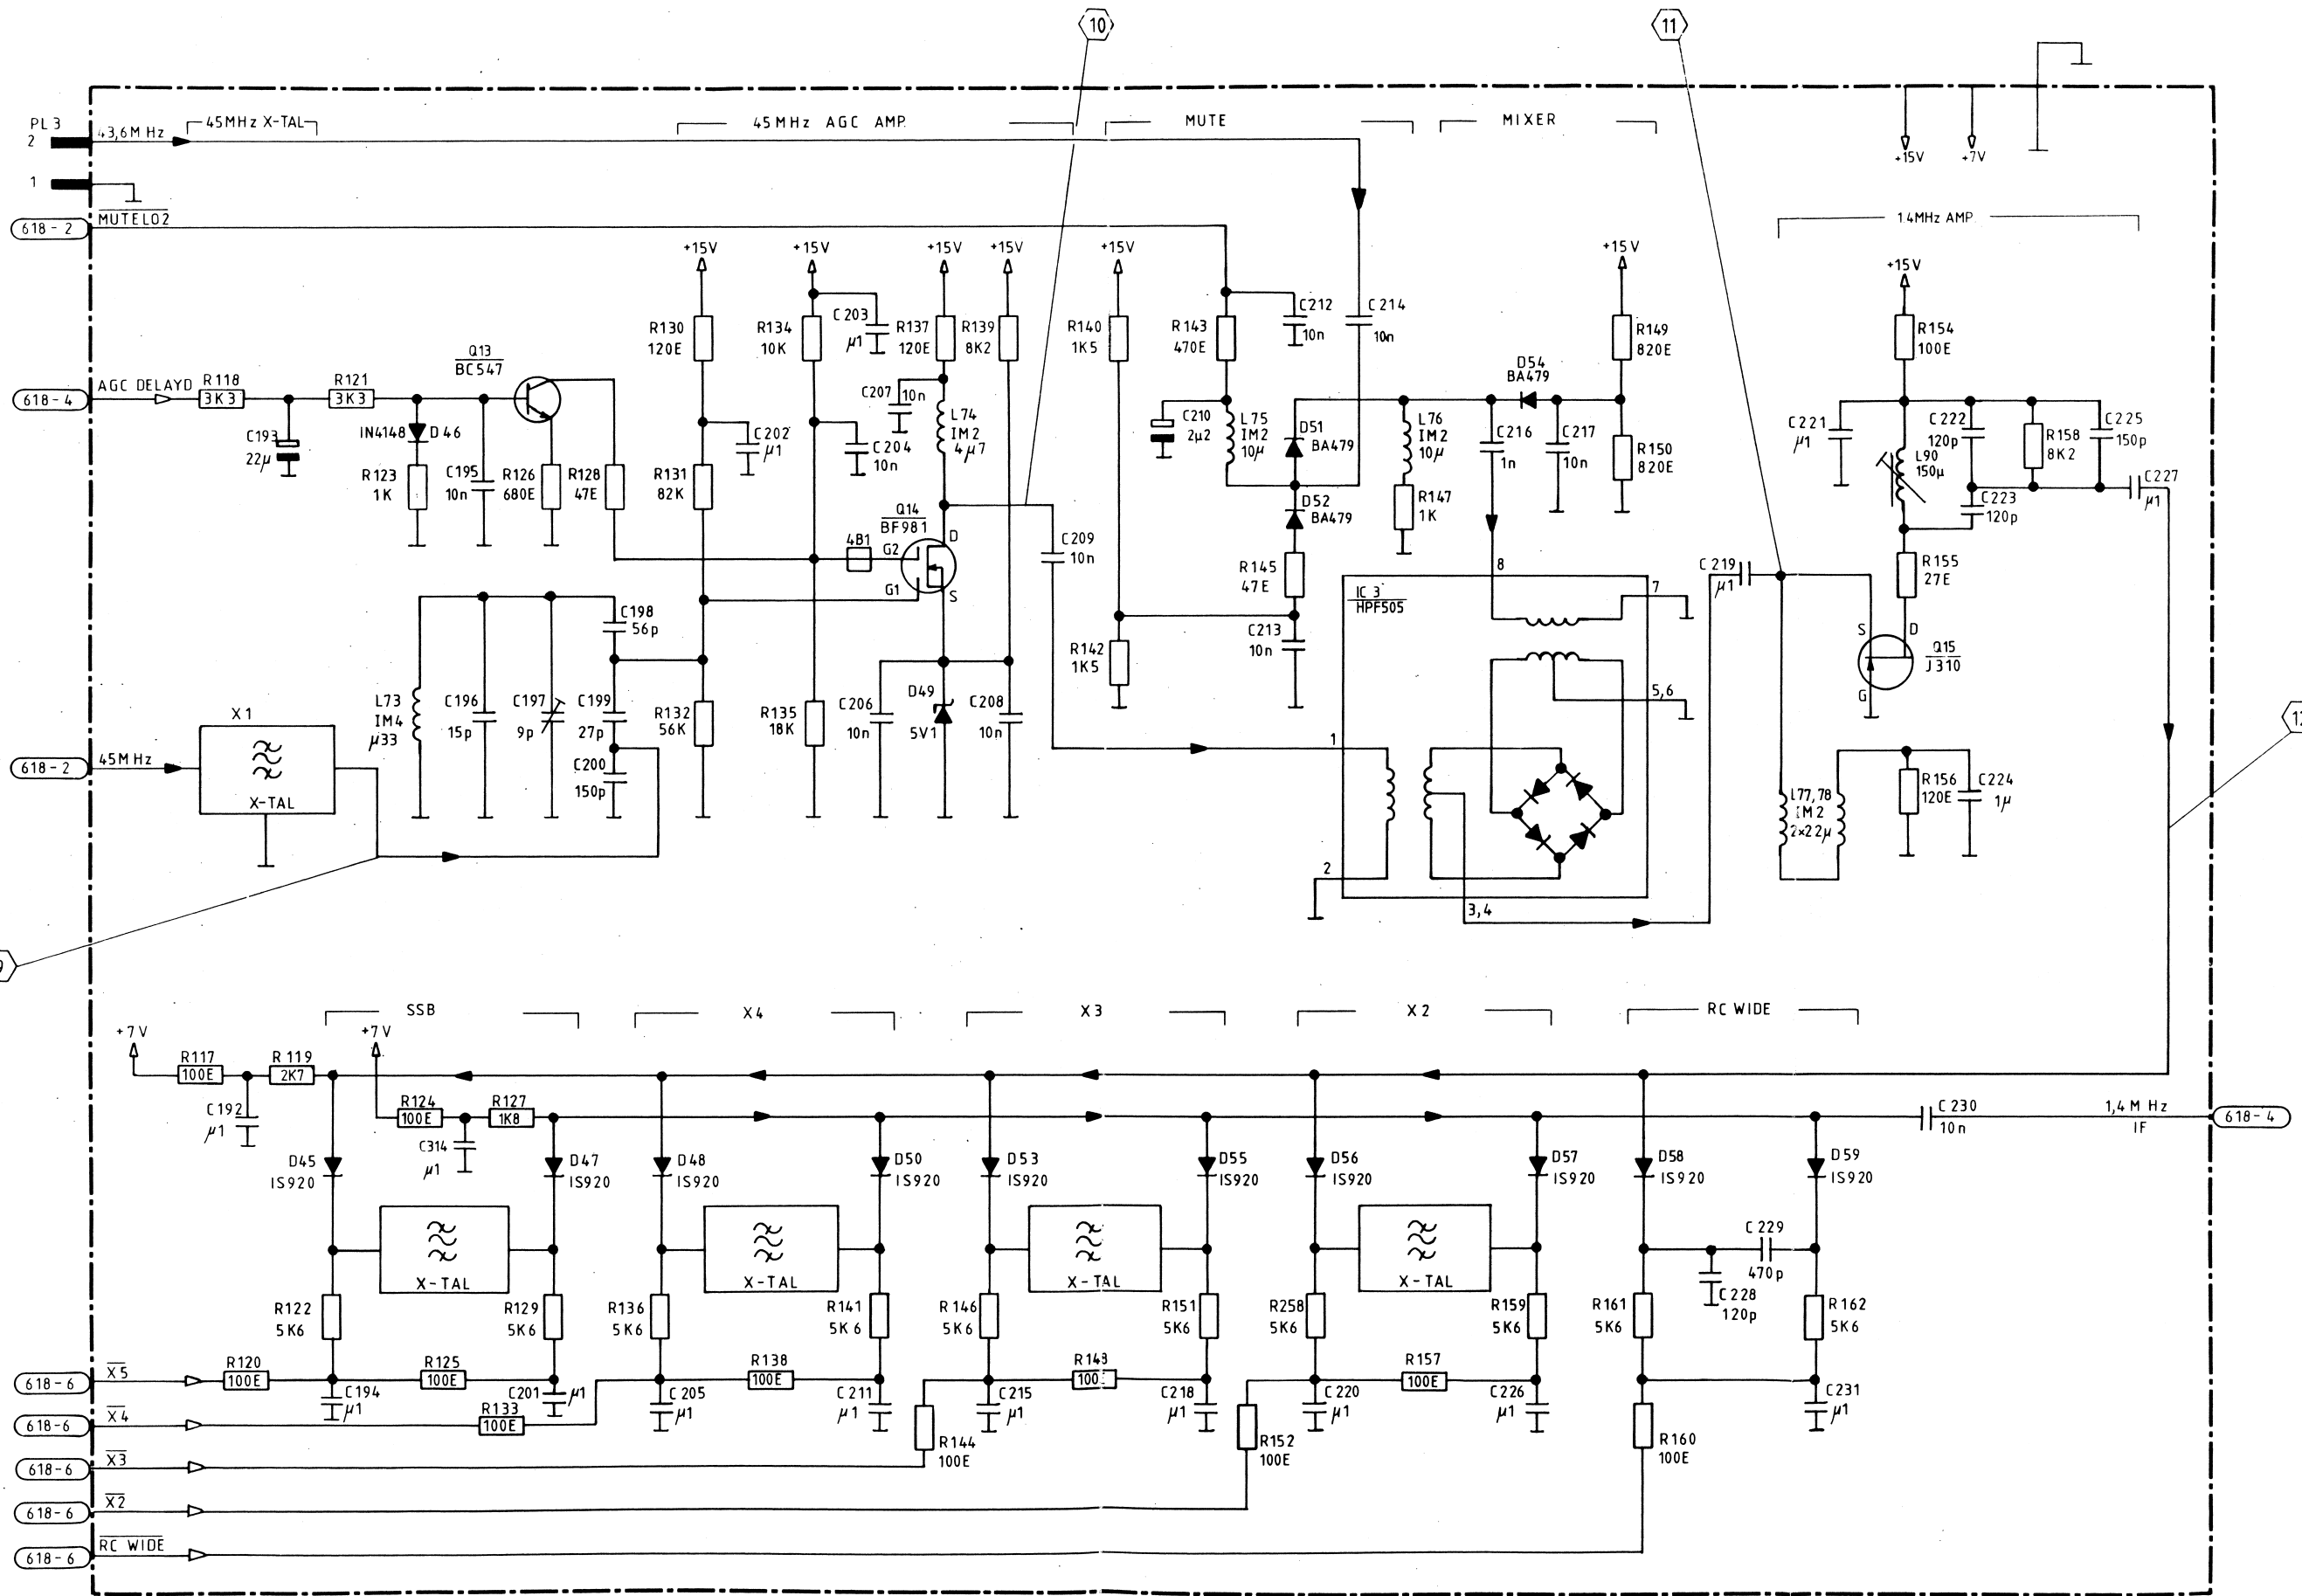 10
11
PL 3
2
43,6M Hz
45MHz X-TAL
45 MHz AGC AMP.
MUTE
MIXER
+15V
+7V
1
618-2
MUTELO2
14MHz AMP.
+15V
+15V
+15V
+15V
+15V
+15V
+15V
618-4
AGC DELAYD
R118
3K3
R121
3K3
C193
22µ
IN4148
D46
R123
1K
C195
10n
Q13
BC547
R126
680E
R128
47E
R130
120E
R131
82K
C202
µ1
R134
10K
C203
µ1
C204
10n
R137
120E
R139
8K2
C207
10n
L74
IM2
4µ7
Q14
BF981
4B1
G2
G1
D
S
R140
1K5
R143
470E
C212
10n
C214
10n
C210
2µ2
L75
IM2
10µ
D51
BA479
D52
BA479
R145
47E
C213
10n
R142
1K5
C209
10n
L76
IM2
10µ
R147
1K
C216
1n
D54
BA479
C217
10n
R149
820E
R150
820E
R154
100E
C221
µ1
L90
150µ
C222
120p
R158
8K2
C225
150p
C227
µ1
C223
120p
R155
27E
C219
µ1
S
D
G
Q15
J310
IC 3
HPF505
8
7
5,6
1
2
3,4
L73
IM4
µ33
C196
15p
C197
9p
C198
56p
C199
27p
C200
150p
R132
56K
R135
18K
C206
10n
D49
5V1
C208
10n
L77,78
IM2
2×22µ
R156
120E
C224
1µ
618-2
45MHz
X1
X-TAL
SSB
X4
X3
X2
RC WIDE
+7V
R117
100E
R119
2K7
C192
µ1
+7V
R124
100E
R127
1K8
C314
µ1
C230
10n
1,4 M Hz
IF
618-4
D45
IS920
D47
IS920
D48
IS920
D50
IS920
D53
IS920
D55
IS920
D56
IS920
D57
IS920
D58
IS920
D59
IS920
X-TAL
X-TAL
X-TAL
X-TAL
C229
470p
C228
120p
R122
5K6
R129
5K6
R136
5K6
R141
5K6
R146
5K6
R151
5K6
R258
5K6
R159
5K6
R161
5K6
R162
5K6
618-6
X5
R120
100E
C194
µ1
R125
100E
C201
µ1
C205
µ1
R138
100E
C211
µ1
C215
µ1
100
C218
µ1
C220
µ1
R157
100E
C226
µ1
C231
µ1
618-6
X4
R133
100E
R144
100E
R152
100E
R160
100E
618-6
X3
618-6
X2
618-6
RC WIDE